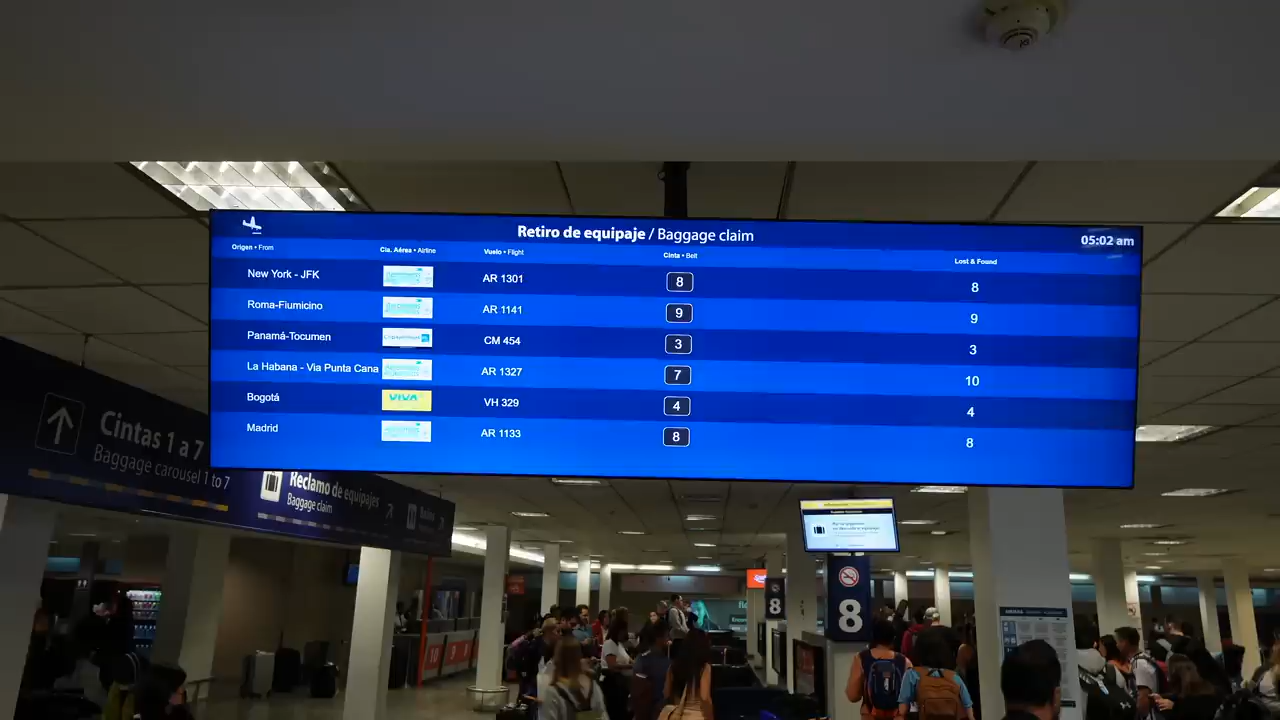 Retiro de equipaje / Baggage claim
05:02 am
Origen • From Cía. Aérea • Airline Vuelo • Flight Cinta • Belt Lost & Found
New York - JFK AR 1301 8 8
Roma-Fiumicino AR 1141 9 9
Panamá-Tocumen CM 454 3 3
La Habana - Via Punta Cana AR 1327 7 10
Bogotá VIVA VH 329 4 4
Madrid AR 1133 8 8
Cintas 1 a 7
Baggage carousel 1 to 7
Reclamo de equipajes
Baggage claim
8
8